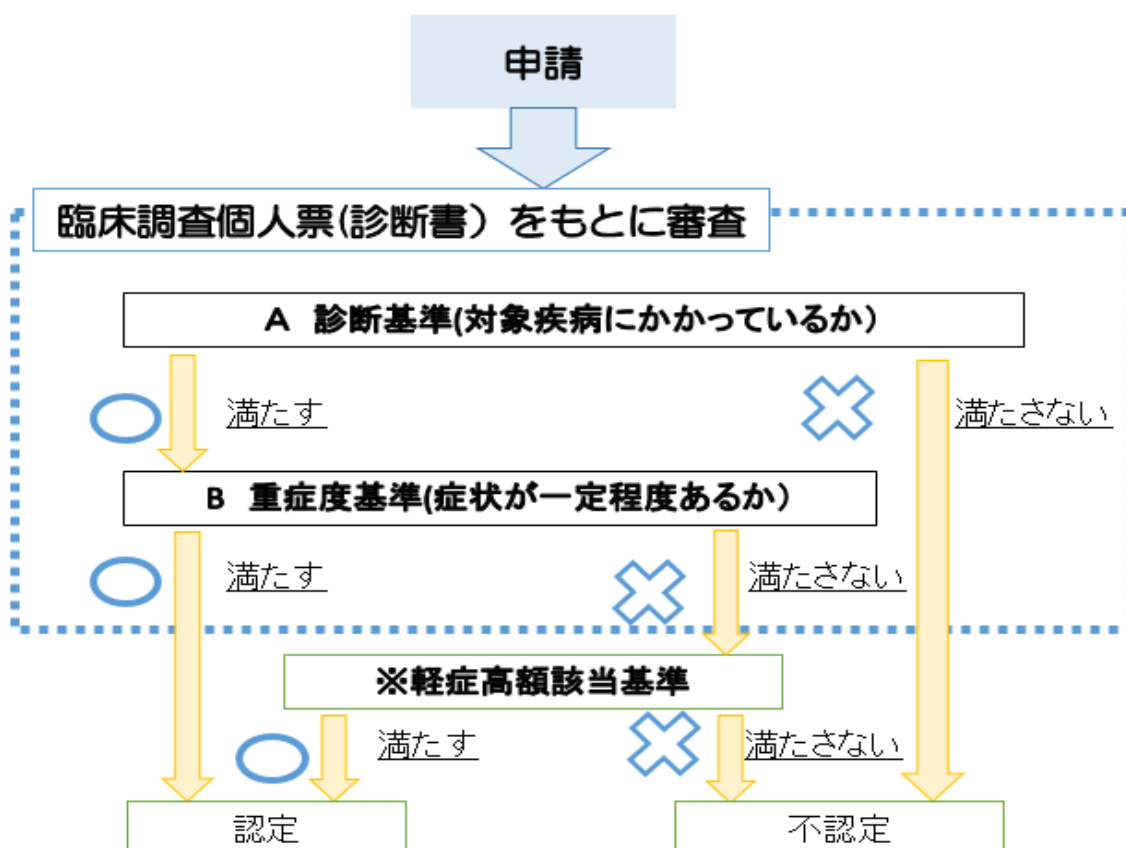 申請
臨床調査個人票(診断書）をもとに審査
A 診断基準(対象疾病にかかっているか）
満たす
満たさない
B 重症度基準(症状が一定程度あるか）
満たす
満たさない
※軽症高額該当基準
満たす
満たさない
認定
不認定